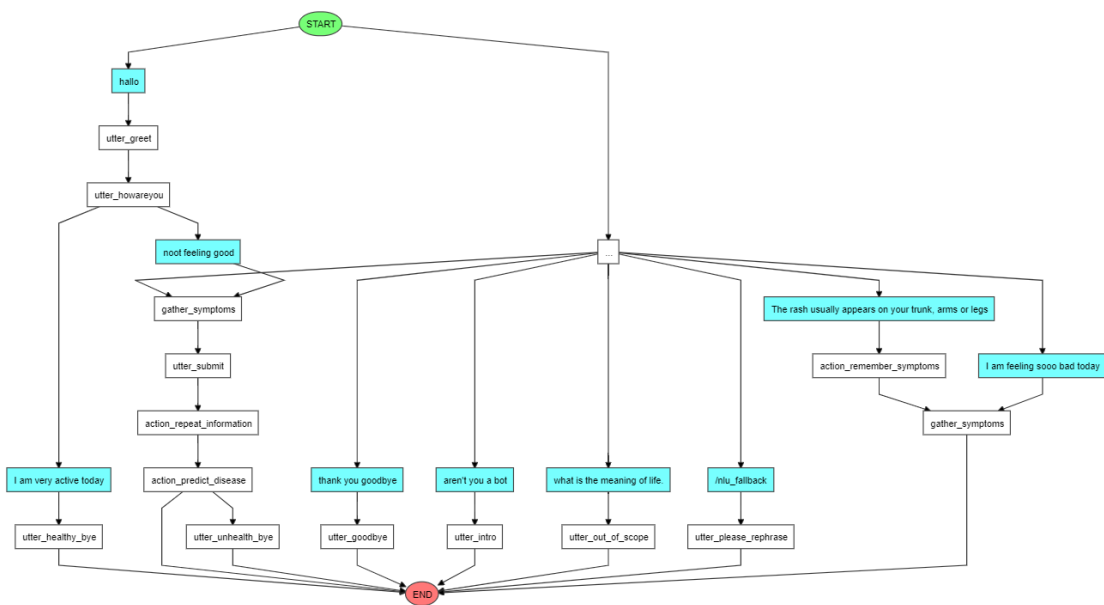 START
hallo
utter_greet
utter_howareyou
noot feeling good
...
gather_symptoms
The rash usually appears on your trunk, arms or legs
utter_submit
action_remember_symptoms
I am feeling sooo bad today
action_repeat_information
gather_symptoms
I am very active today
action_predict_disease
thank you goodbye
aren't you a bot
what is the meaning of life.
/nlu_fallback
utter_healthy_bye
utter_unhealth_bye
utter_goodbye
utter_intro
utter_out_of_scope
utter_please_rephrase
END